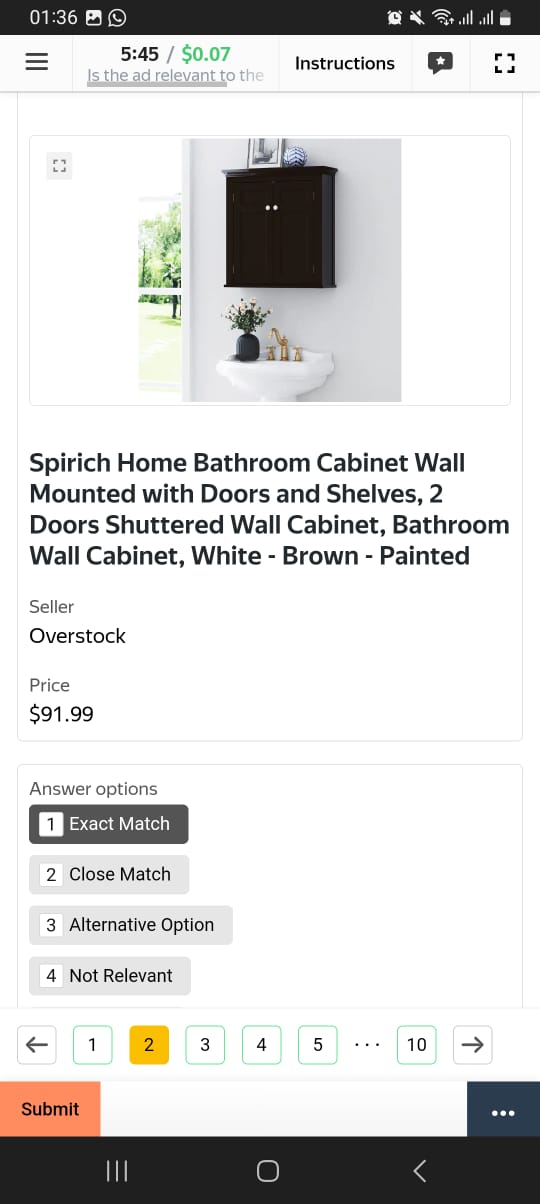 01:36
5:45 / $0.07
Is the ad relevant to the
Instructions
Spirich Home Bathroom Cabinet Wall
Mounted with Doors and Shelves, 2
Doors Shuttered Wall Cabinet, Bathroom
Wall Cabinet, White - Brown - Painted
Seller
Overstock
Price
$91.99
Answer options
1 Exact Match
2 Close Match
3 Alternative Option
4 Not Relevant
1 2 3 4 5 ... 10
Submit